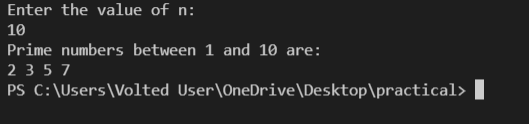 Enter the value of n:
10
Prime numbers between 1 and 10 are:
2 3 5 7
PS C:\Users\Volted User\OneDrive\Desktop\practical>